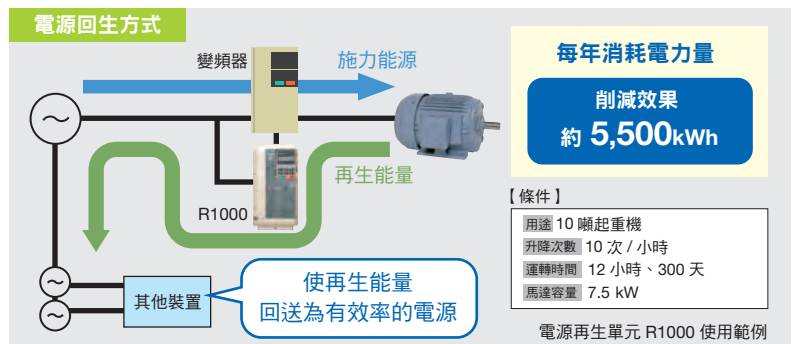 電源回生方式
變頻器
施力能源
再生能量
R1000
其他裝置
使再生能量
回送為有效率的電源
每年消耗電力量
削減效果
約 5,500kWh
【條件】
用途 10 噸起重機
升降次數 10 次 / 小時
運轉時間 12 小時、300 天
馬達容量 7.5 kW
電源再生單元 R1000 使用範例